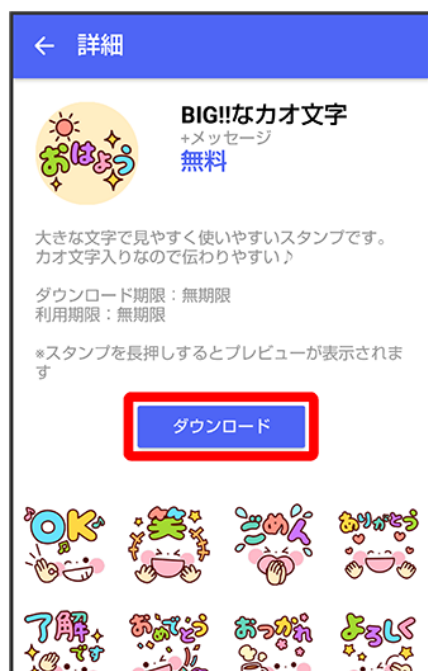 ← 詳細
BIG!!なカオ文字
+メッセージ
無料
おはよう
大きな文字で見やすく使いやすいスタンプです。
カオ文字入りなので伝わりやすい♪
ダウンロード期限：無期限
利用期限：無期限
※スタンプを長押しするとプレビューが表示されま
す
ダウンロード
OK 笑 ごめん ありがとう
了解です おめでとう おっかれ よろしく